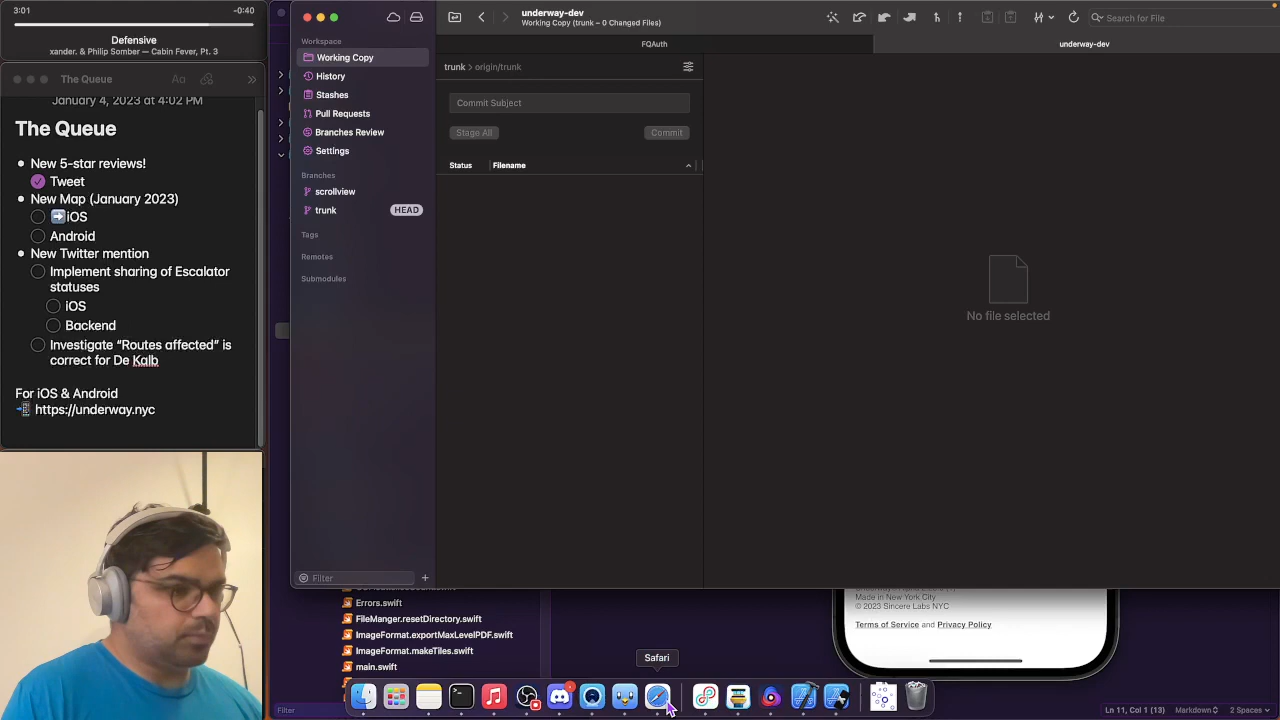 3:01
-0:40
Defensive
xander. & Philip Somber — Cabin Fever, Pt. 3
The Queue
Aa
January 4, 2023 at 4:02 PM
The Queue
New 5-star reviews!
Tweet
New Map (January 2023)
iOS
Android
New Twitter mention
Implement sharing of Escalator
statuses
iOS
Backend
Investigate “Routes affected” is
correct for De Kalb
For iOS & Android
https://underway.nyc
underway-dev
Working Copy (trunk – 0 Changed Files)
Search for File
FQAuth
underway-dev
Workspace
Working Copy
History
Stashes
Pull Requests
Branches Review
Settings
Branches
scrollview
trunk
HEAD
Tags
Remotes
Submodules
Filter
trunk > origin/trunk
Commit Subject
Stage All
Commit
Status
Filename
No file selected
Errors.swift
FileManger.resetDirectory.swift
ImageFormat.exportMaxLevelPDF.swift
ImageFormat.makeTiles.swift
main.swift
Filter
Made in New York City
© 2023 Sincere Labs NYC
Terms of Service and Privacy Policy
Safari
Ln 11, Col 1 (13)
Markdown
2 Spaces